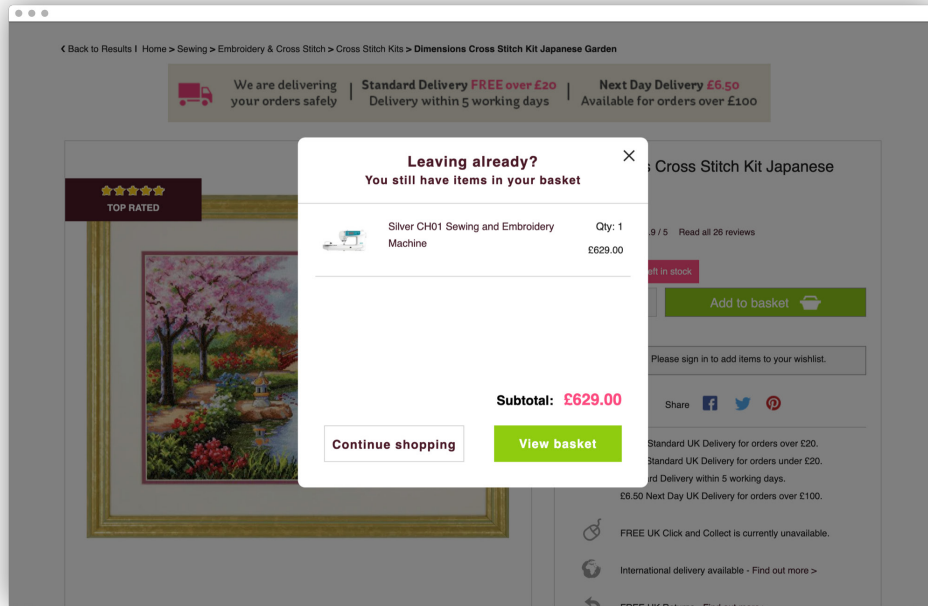 Back to Results I Home > Sewing > Embroidery & Cross Stitch > Cross Stitch Kits > Dimensions Cross Stitch Kit Japanese Garden
We are delivering
your orders safely
Standard Delivery FREE over £20
Delivery within 5 working days
Next Day Delivery £6.50
Available for orders over £100
TOP RATED
Leaving already?
You still have items in your basket
Silver CH01 Sewing and Embroidery
Machine
Qty: 1
£629.00
Subtotal: £629.00
Continue shopping
View basket
Cross Stitch Kit Japanese
9 / 5 Read all 26 reviews
left in stock
Add to basket
Please sign in to add items to your wishlist.
Share
Standard UK Delivery for orders over £20.
Standard UK Delivery for orders under £20.
Delivery within 5 working days.
£6.50 Next Day UK Delivery for orders over £100.
FREE UK Click and Collect is currently unavailable.
International delivery available - Find out more >